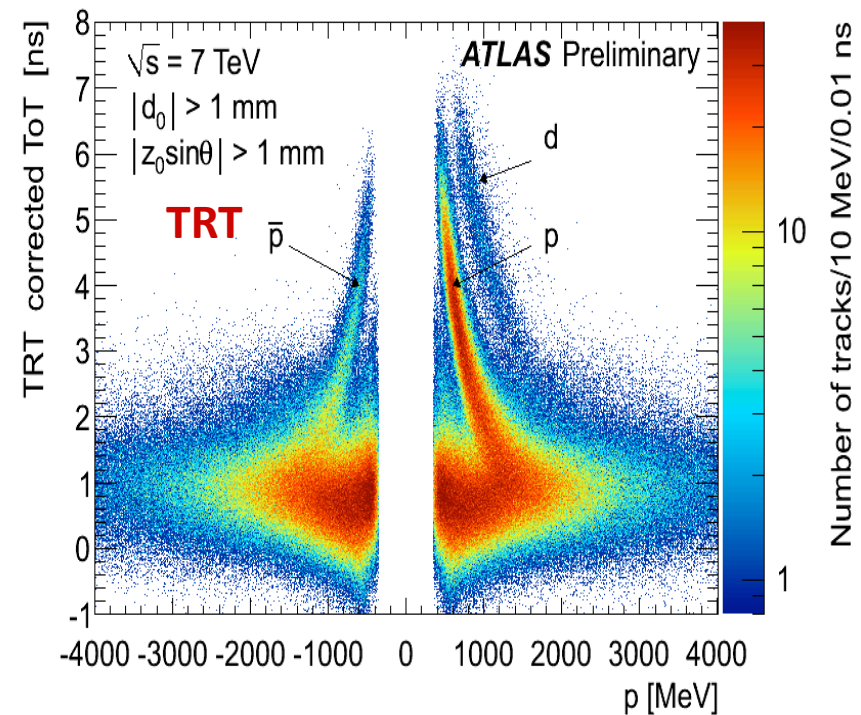 √s = 7 TeV
ATLAS Preliminary
|d₀| > 1 mm
|z₀sinθ| > 1 mm
TRT
p̄
d
p
TRT corrected ToT [ns]
8
7
6
5
4
3
2
1
0
-1
-4000 -3000 -2000 -1000 0 1000 2000 3000 4000
p [MeV]
10
1
Number of tracks/10 MeV/0.01 ns